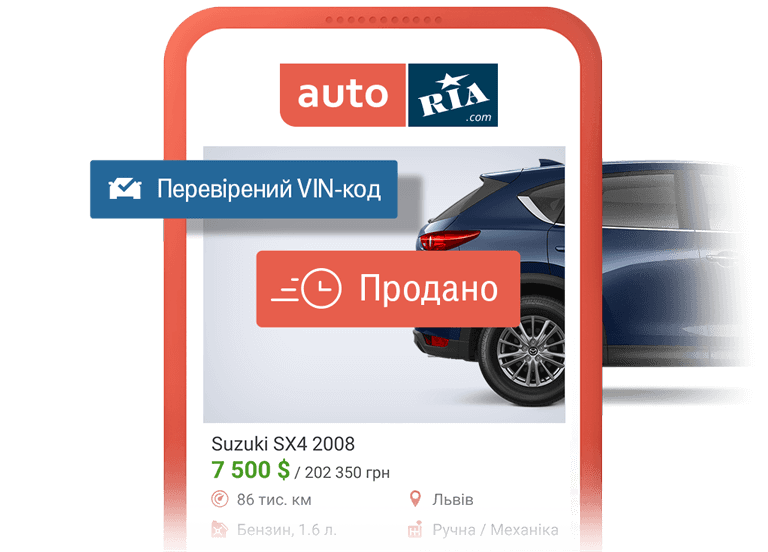 auto RIA .com
Перевірений VIN-код
Продано
Suzuki SX4 2008
7 500 $ / 202 350 грн
86 тис. км
Львів
Бензин, 1.6 л.
Ручна / Механіка